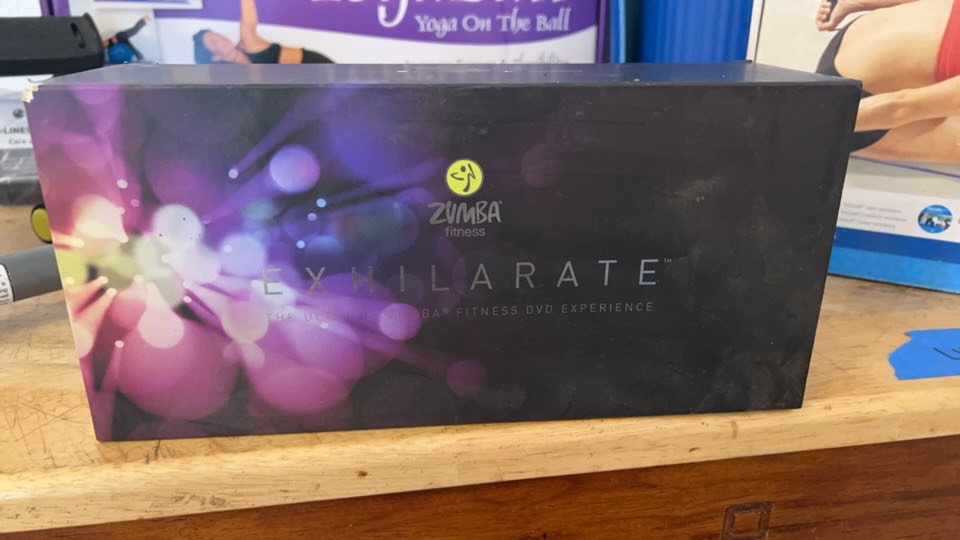 Yoga On The Ball
ZUMBA®
fitness
EXHILARATE™
THE ULTIMATE ZUMBA® FITNESS DVD EXPERIENCE